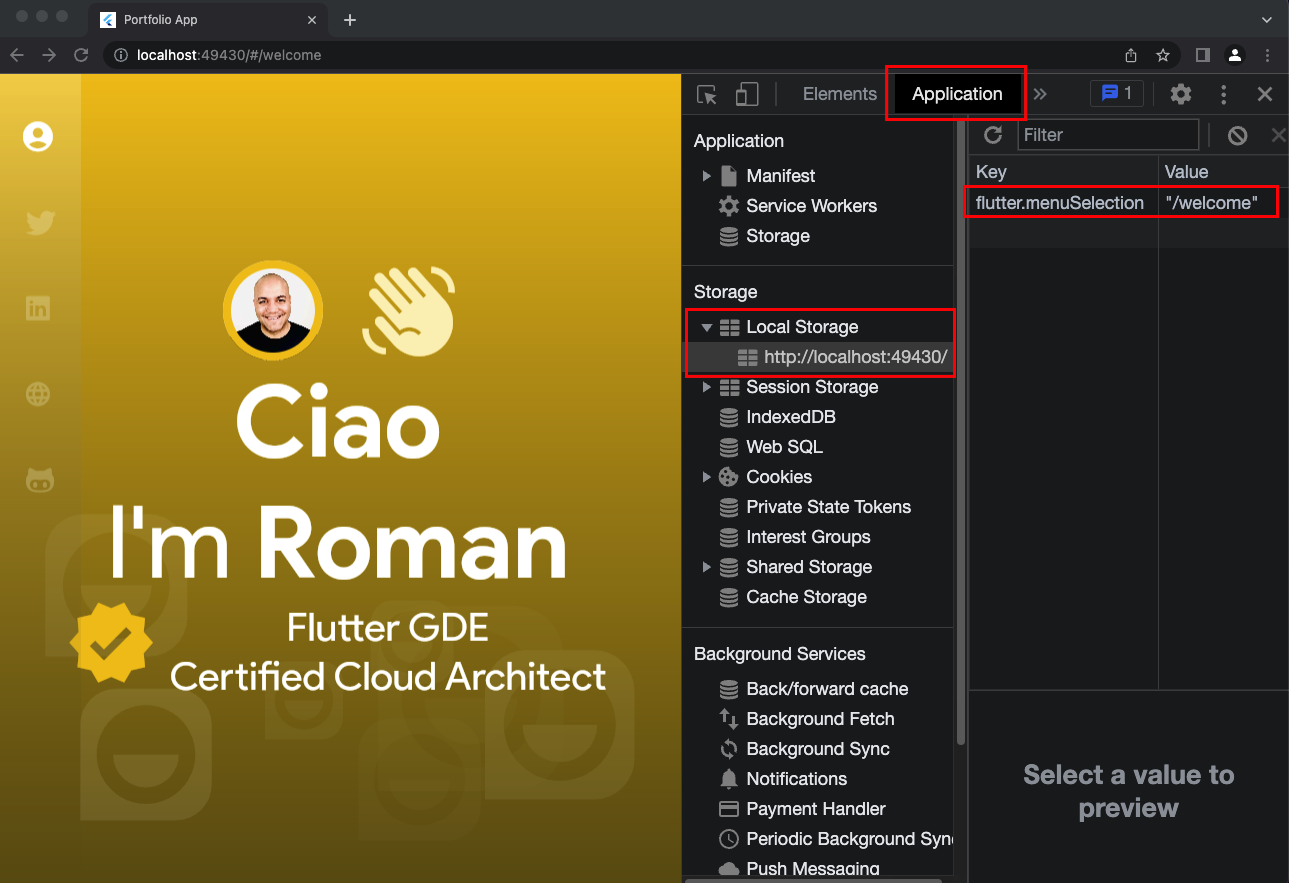 Portfolio App
localhost:49430/#/welcome
in
Ciao
I'm Roman
Flutter GDE
Certified Cloud Architect
Elements
Application
1
Application
Manifest
Service Workers
Storage
Storage
Local Storage
http://localhost:49430/
Session Storage
IndexedDB
Web SQL
Cookies
Private State Tokens
Interest Groups
Shared Storage
Cache Storage
Background Services
Back/forward cache
Background Fetch
Background Sync
Notifications
Payment Handler
Periodic Background Syn
Push Messaging
Filter
Key Value
flutter.menuSelection "/welcome"
Select a value to
preview